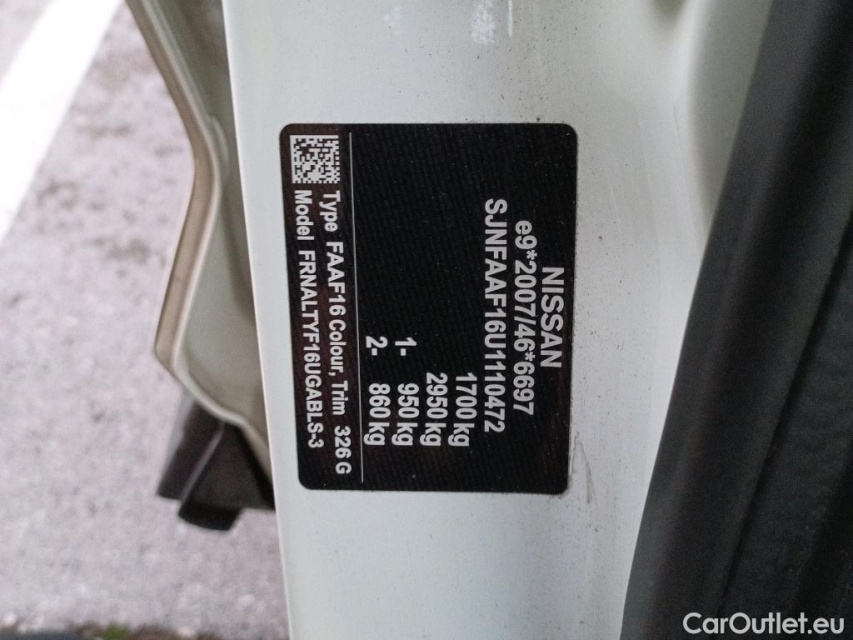 NISSAN
e9*2007/46*6697
SJNFAAF16U1110472
1700 kg
2950 kg
1- 950 kg
2- 860 kg
Type FAAF16 Colour, Trim 326 G
Model FRNALTYF16UGABLS-3
CarOutlet.eu